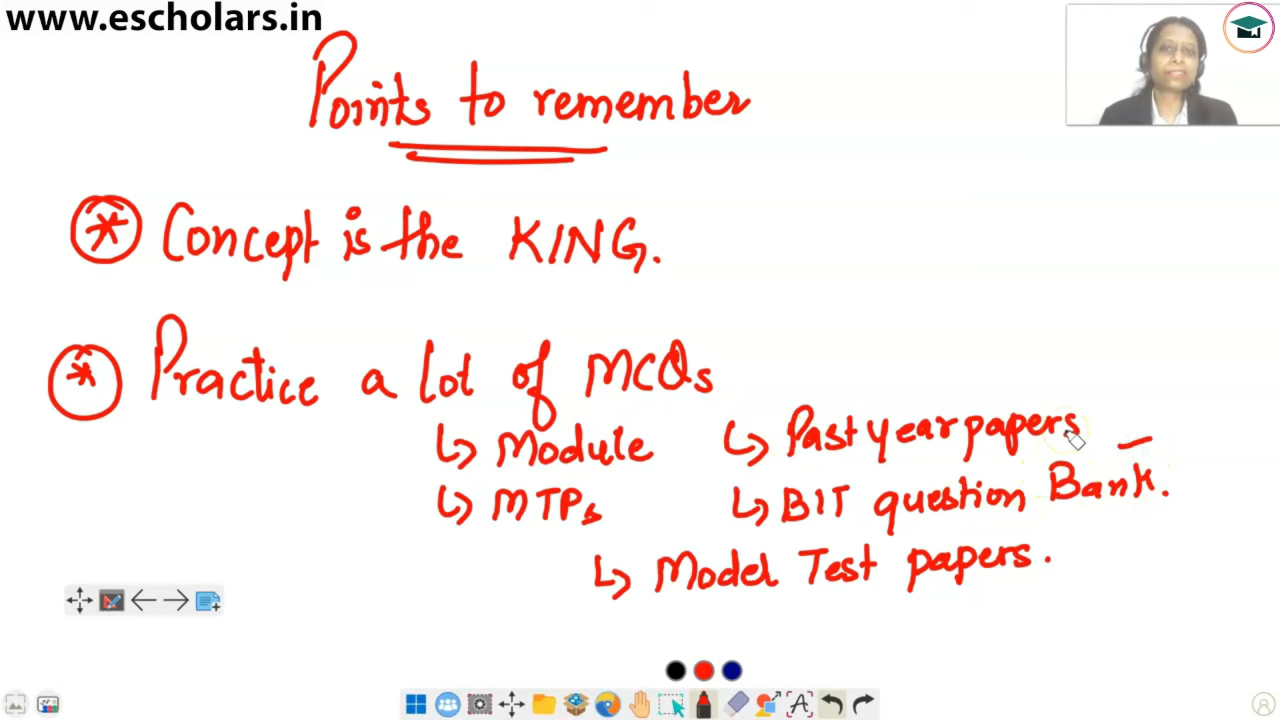 www.escholars.in
Points to remember
* Concept is the KING.
* Practice a lot of MCQs
↳ Module ↳ Past year papers
↳ MTPs ↳ BIT question Bank.
↳ Model Test papers.